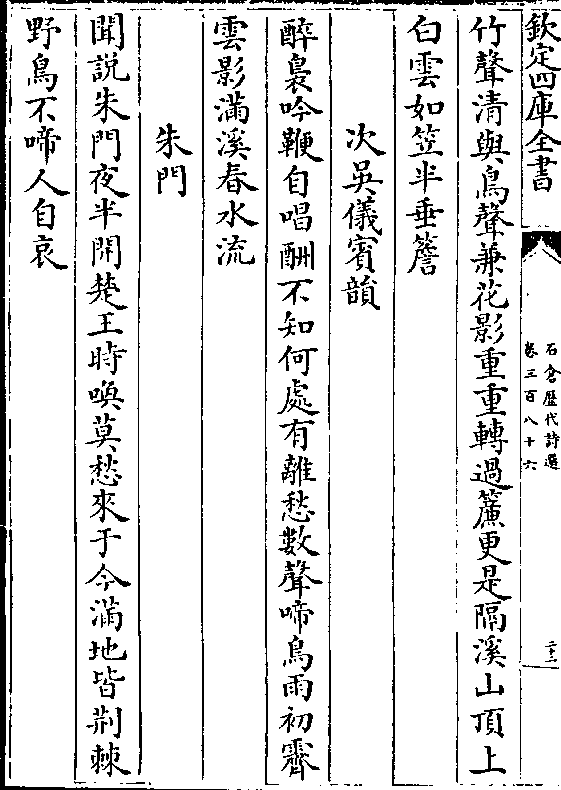 欽定四庫全書
石倉歴代詩選
卷三百八十六
二十二
竹聲清與鳥聲兼花影重重轉過簾更是隔溪山頂上
白雲如笠半垂簷
次吳儀賓韻
醉裊吟鞭自唱酬不知何處有離愁數聲啼鳥雨初霽
雲影滿溪春水流
朱門
聞説朱門夜半開楚王時喚莫愁來于今滿地皆荆棘
野鳥不啼人自哀